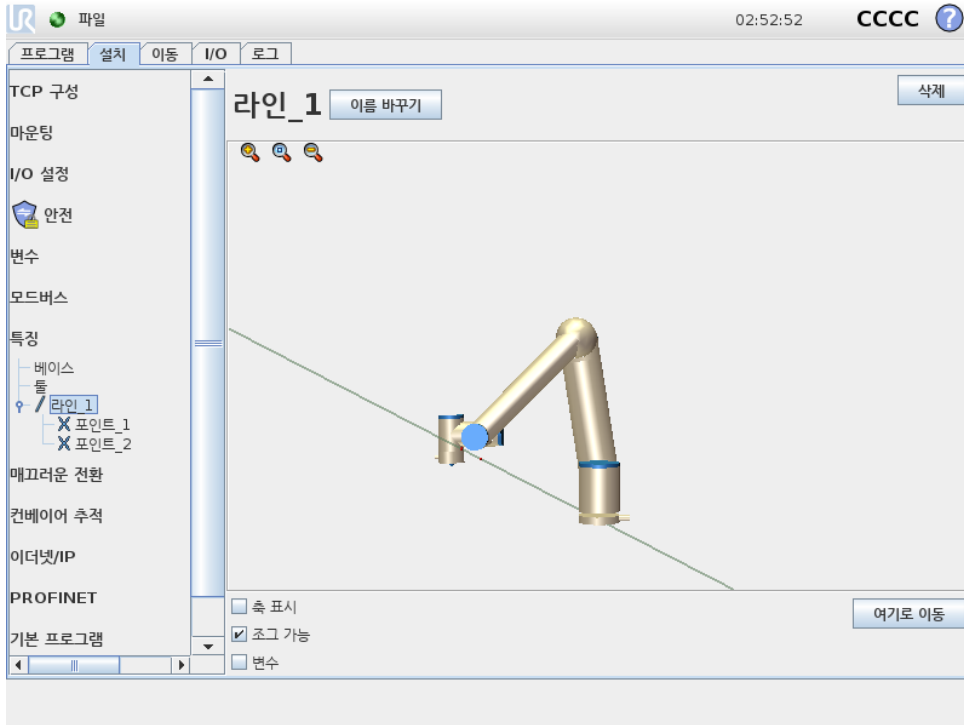 UR 파일 02:52:52 CCCC ?
프로그램 설치 이동 I/O 로그
TCP 구성
마운팅
I/O 설정
안전
변수
모드버스
특징
베이스
툴
라인_1
포인트_1
포인트_2
매끄러운 전환
컨베이어 추적
이더넷/IP
PROFINET
기본 프로그램
라인_1 이름 바꾸기 삭제
축 표시
조그 가능
변수
여기로 이동